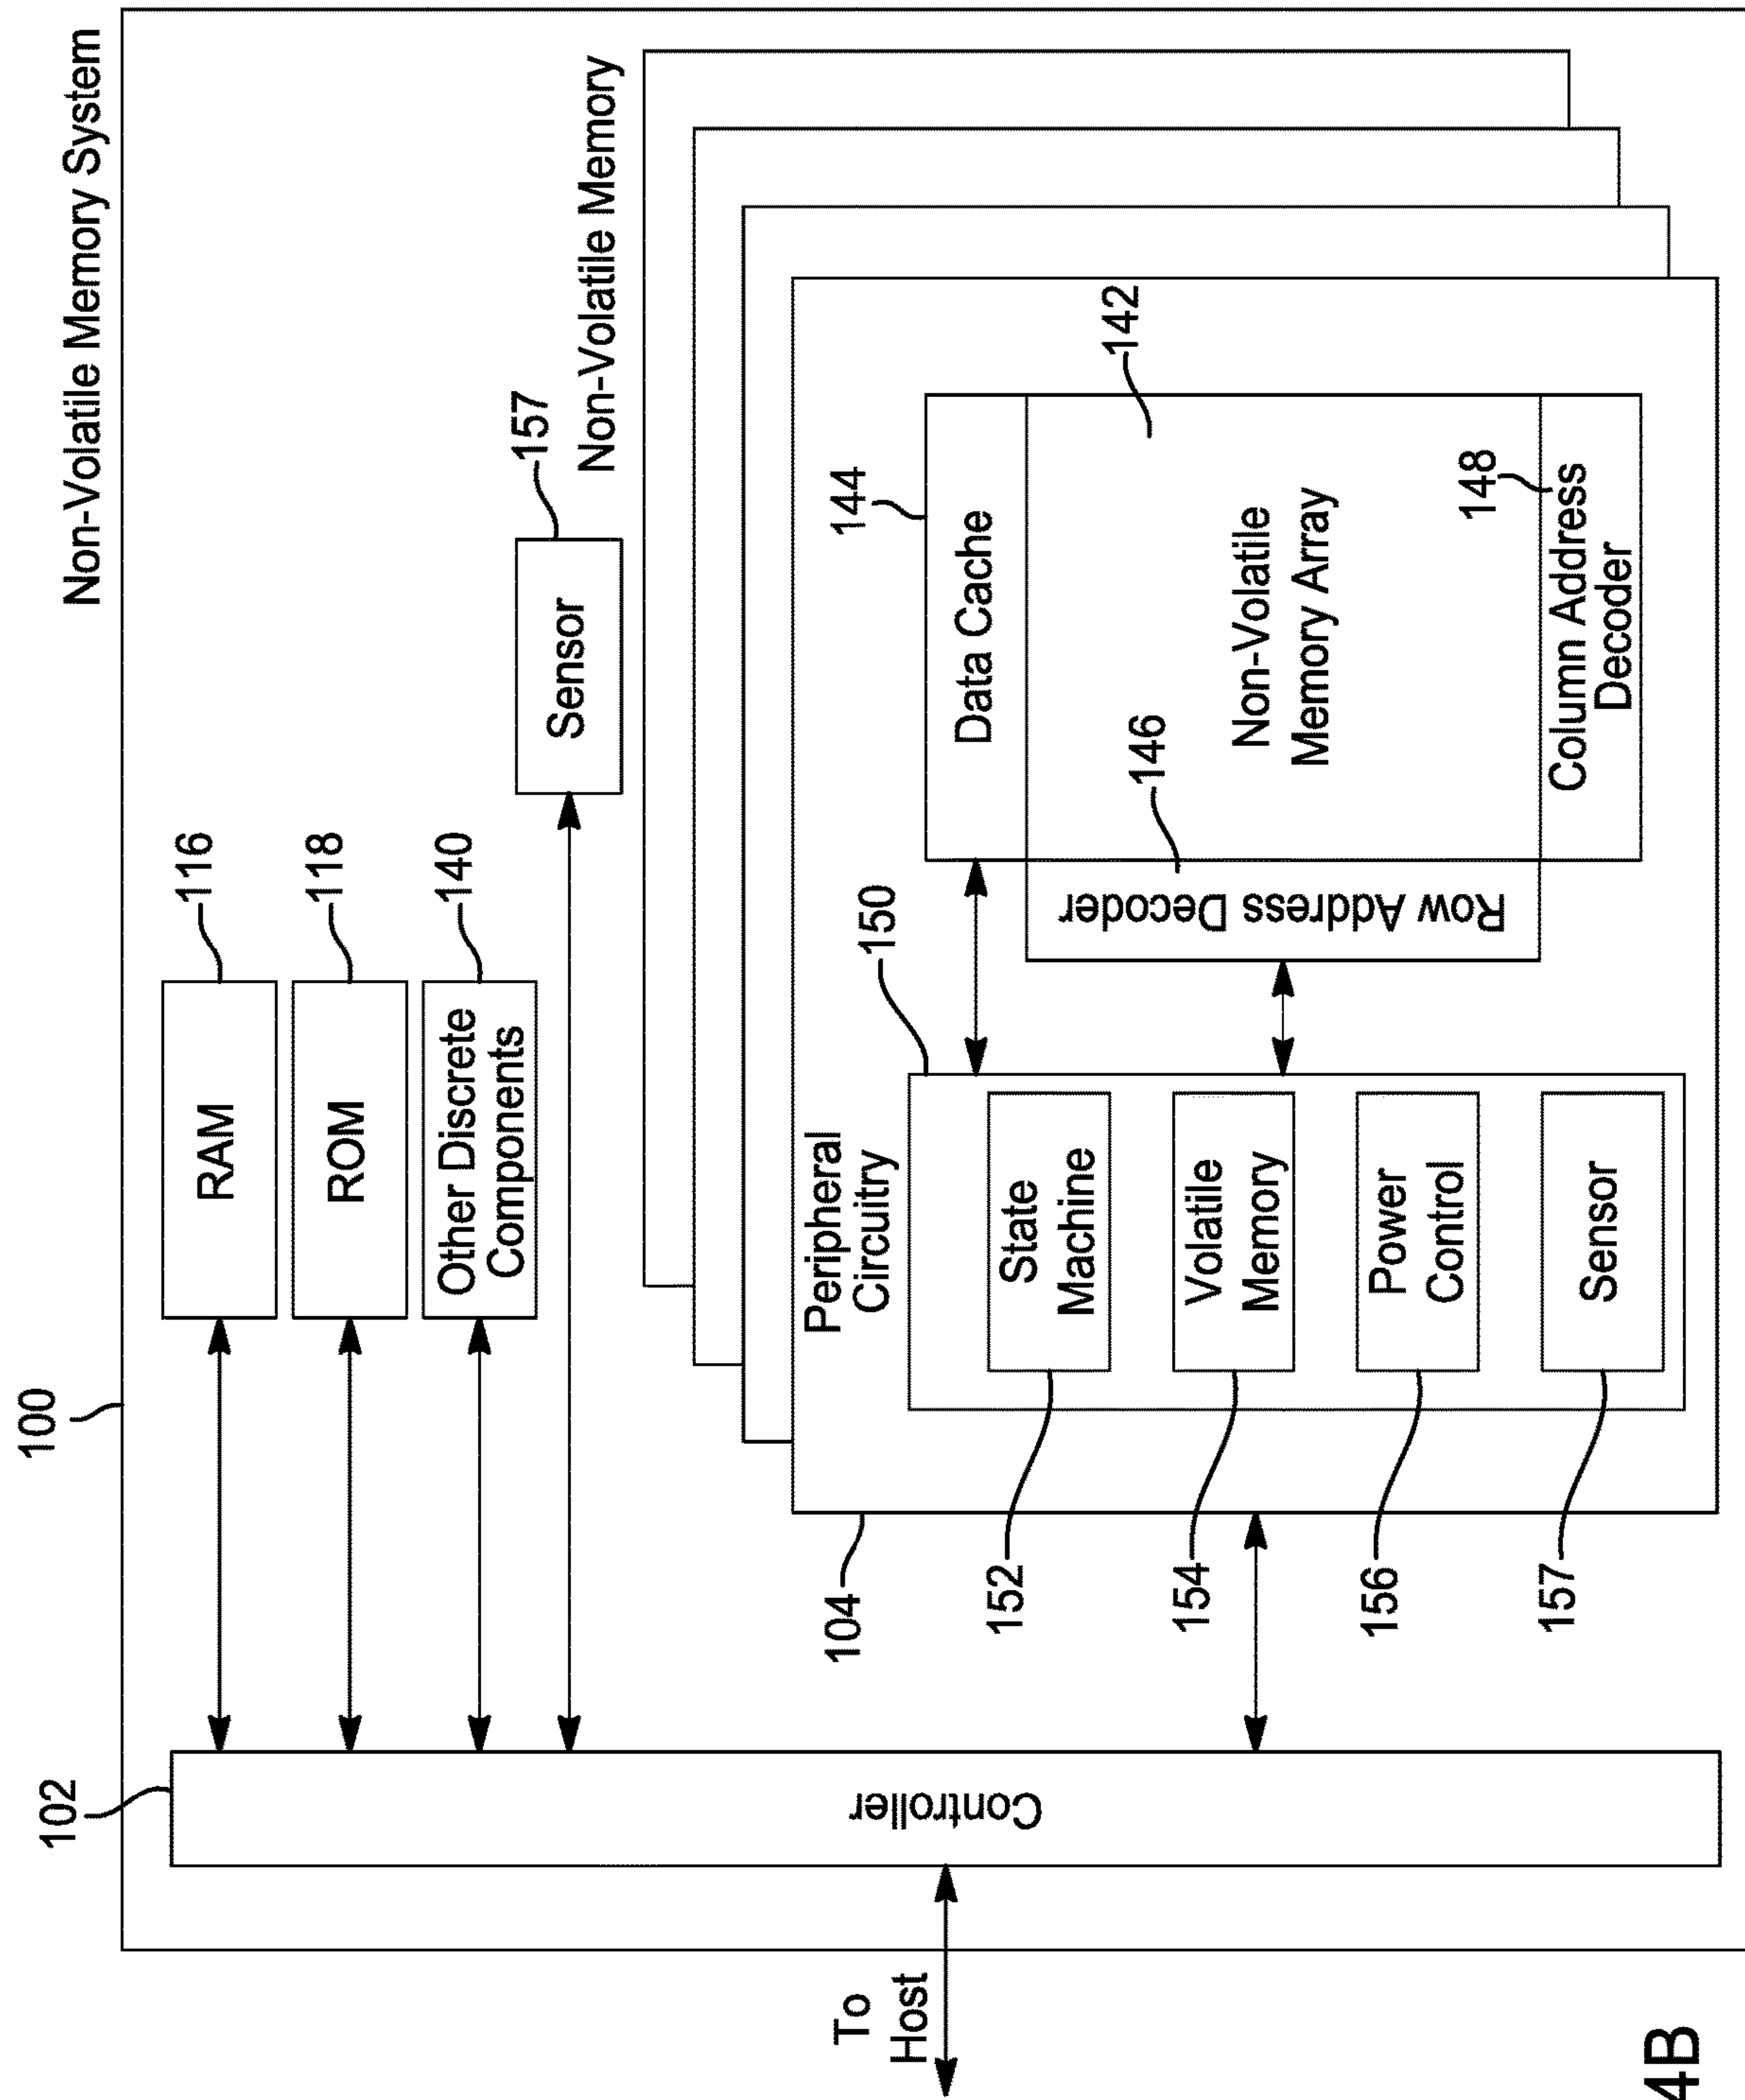 Non-Volatile Memory System
100
102
Controller
To
Host
RAM
116
ROM
118
Other Discrete
Components
140
Sensor
157
Non-Volatile Memory
104
Peripheral
Circuitry
150
State
Machine
152
Volatile
Memory
154
Power
Control
156
Sensor
157
Data Cache
144
Row Address Decoder
146
Non-Volatile
Memory Array
142
Column Address
Decoder
148
4B